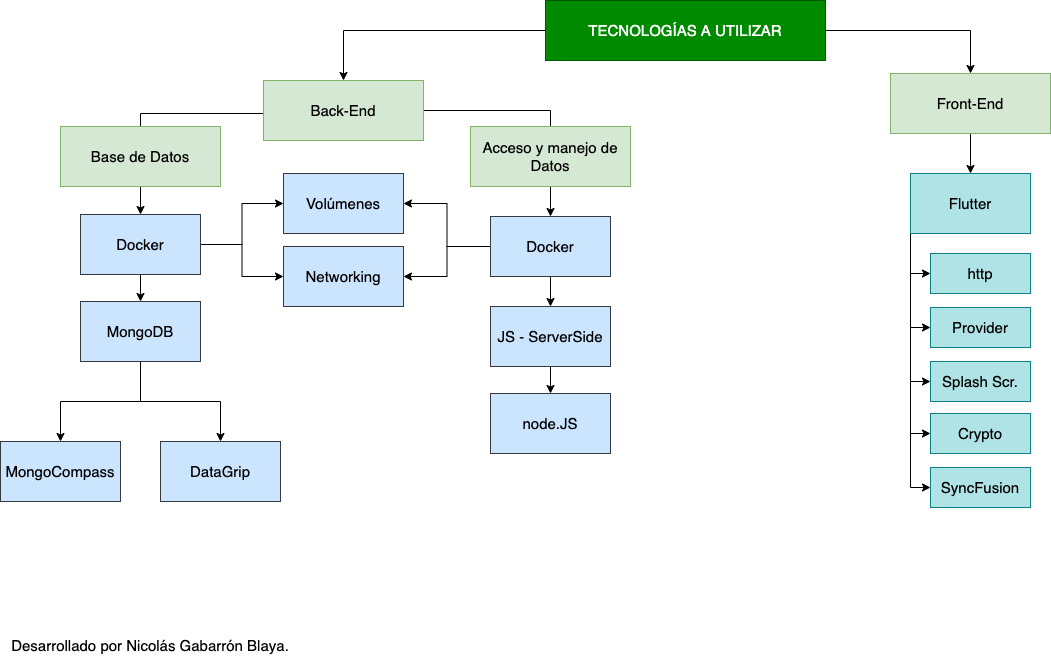 TECNOLOGÍAS A UTILIZAR
Back-End
Front-End
Base de Datos
Acceso y manejo de
Datos
Volúmenes
Flutter
Docker
Docker
Networking
http
MongoDB
JS - ServerSide
Provider
Splash Scr.
node.JS
Crypto
MongoCompass
DataGrip
SyncFusion
Desarrollado por Nicolás Gabarrón Blaya.